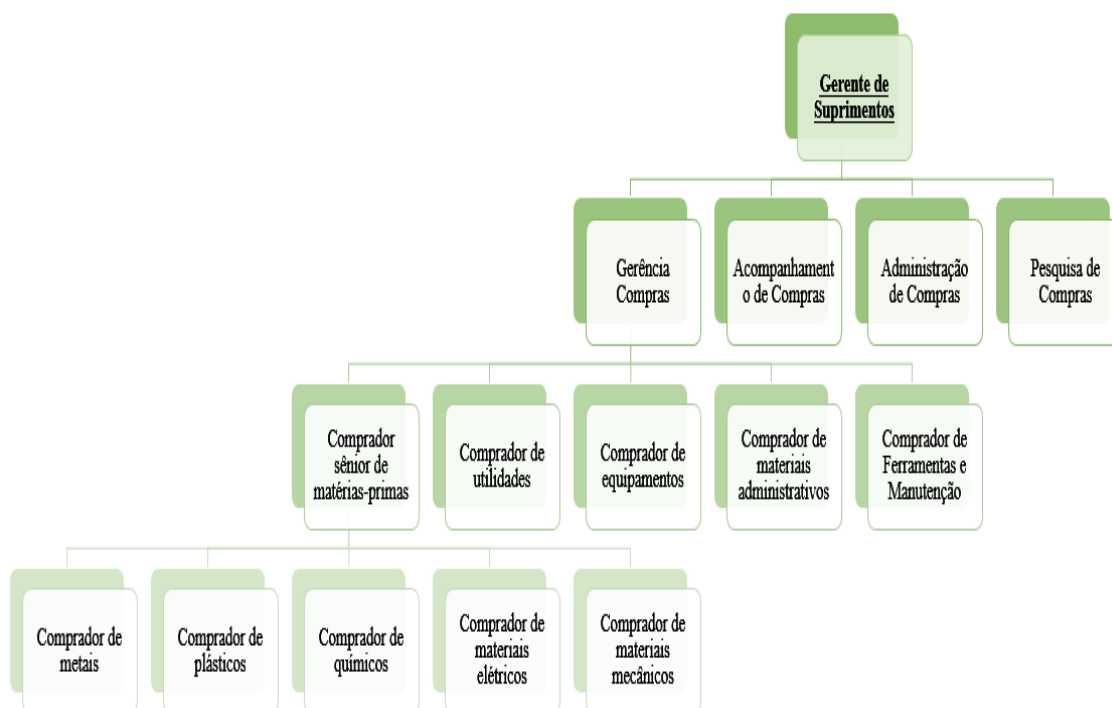 Gerente de
Suprimentos
Gerência
Compras
Acompanhament
o de Compras
Administração
de Compras
Pesquisa de
Compras
Comprador
sênior de
matérias-primas
Comprador de
utilidades
Comprador de
equipamentos
Comprador de
materiais
administrativos
Comprador de
Ferramentas e
Manutenção
Comprador de
metais
Comprador de
plásticos
Comprador de
químicos
Comprador de
materiais
elétricos
Comprador de
materiais
mecânicos